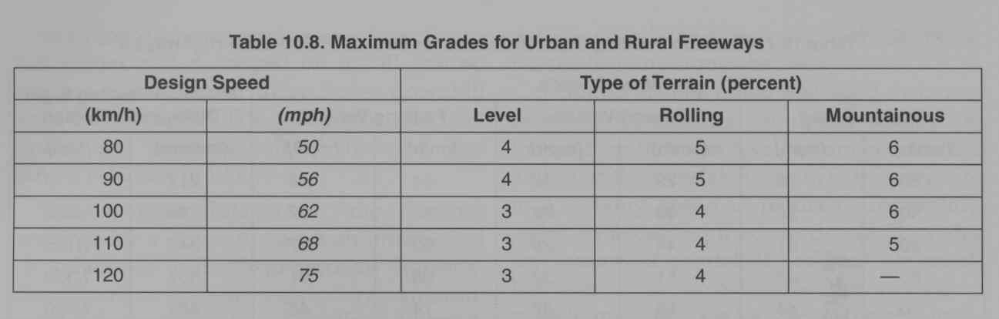 Table 10.8. Maximum Grades for Urban and Rural Freeways
Design Speed Type of Terrain (percent)
(km/h) (mph) Level Rolling Mountainous
80 50 4 5 6
90 56 4 5 6
100 62 3 4 6
110 68 3 4 5
120 75 3 4 —